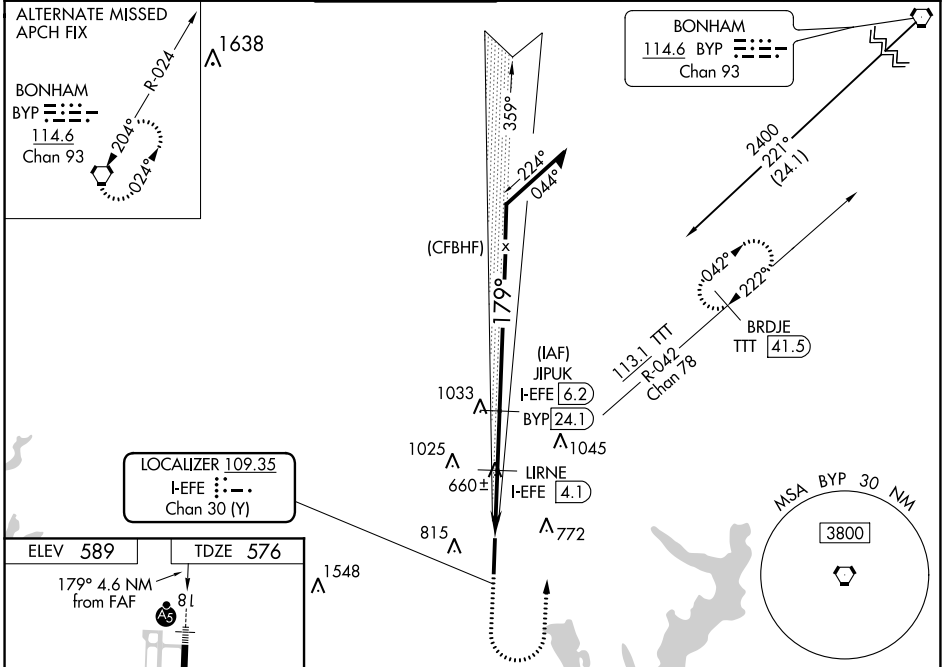 ALTERNATE MISSED
APCH FIX
BONHAM
BYP
114.6
Chan 93
R-024
204°
024°
1638
359°
224°
044°
(CFBHF)
x
179°
BONHAM
114.6 BYP
Chan 93
2400
221°
(24.1)
042°
222°
BRDJE
TTT 41.5
113.1 TTT
R-042
Chan 78
(IAF)
JIPUK
I-EFE 6.2
BYP 24.1
1033
1045
1025
LIRNE
I-EFE 4.1
660±
815
772
LOCALIZER 109.35
I-EFE
Chan 30 (Y)
MSA BYP 30 NM
3800
ELEV 589
TDZE 576
1548
179° 4.6 NM
from FAF
A5
18